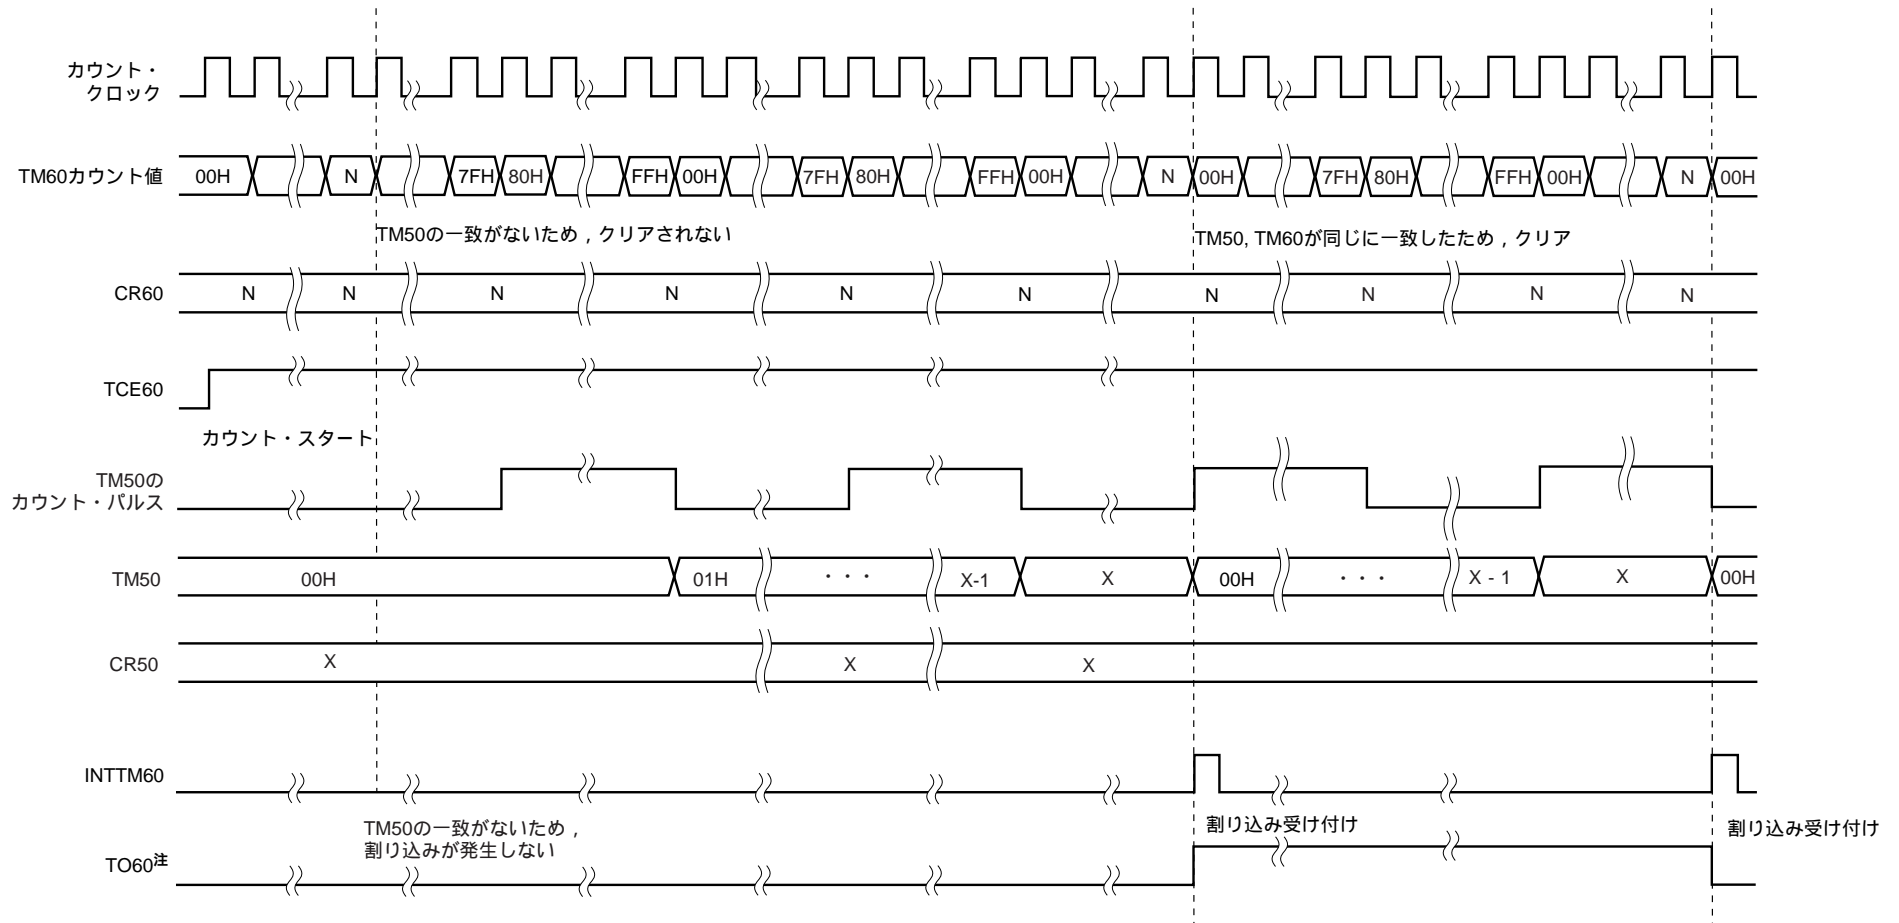 カウント・
クロック
TM60カウント値 00H N 7FH 80H FFH 00H 7FH 80H FFH 00H N 00H 7FH 80H FFH 00H N 00H
TM50の一致がないため，クリアされない
TM50, TM60が同じに一致したため，クリア
CR60 N N N N N N N N N N
TCE60
カウント・スタート
TM50の
カウント・パルス
TM50 00H 01H ・・・ X-1 X 00H ・・・ X - 1 X 00H
CR50 X X X
INTTM60
TM50の一致がないため，
割り込みが発生しない
割り込み受け付け
割り込み受け付け
TO60注